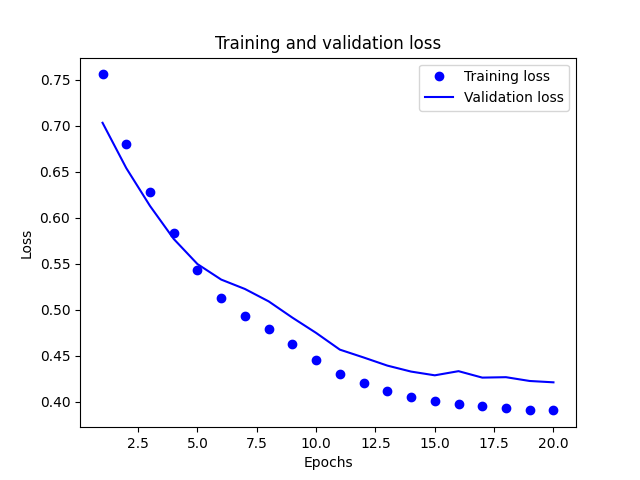 Training and validation loss
Training loss
Validation loss
0.75
0.70
0.65
0.60
0.55
0.50
0.45
0.40
Loss
2.5 5.0 7.5 10.0 12.5 15.0 17.5 20.0
Epochs